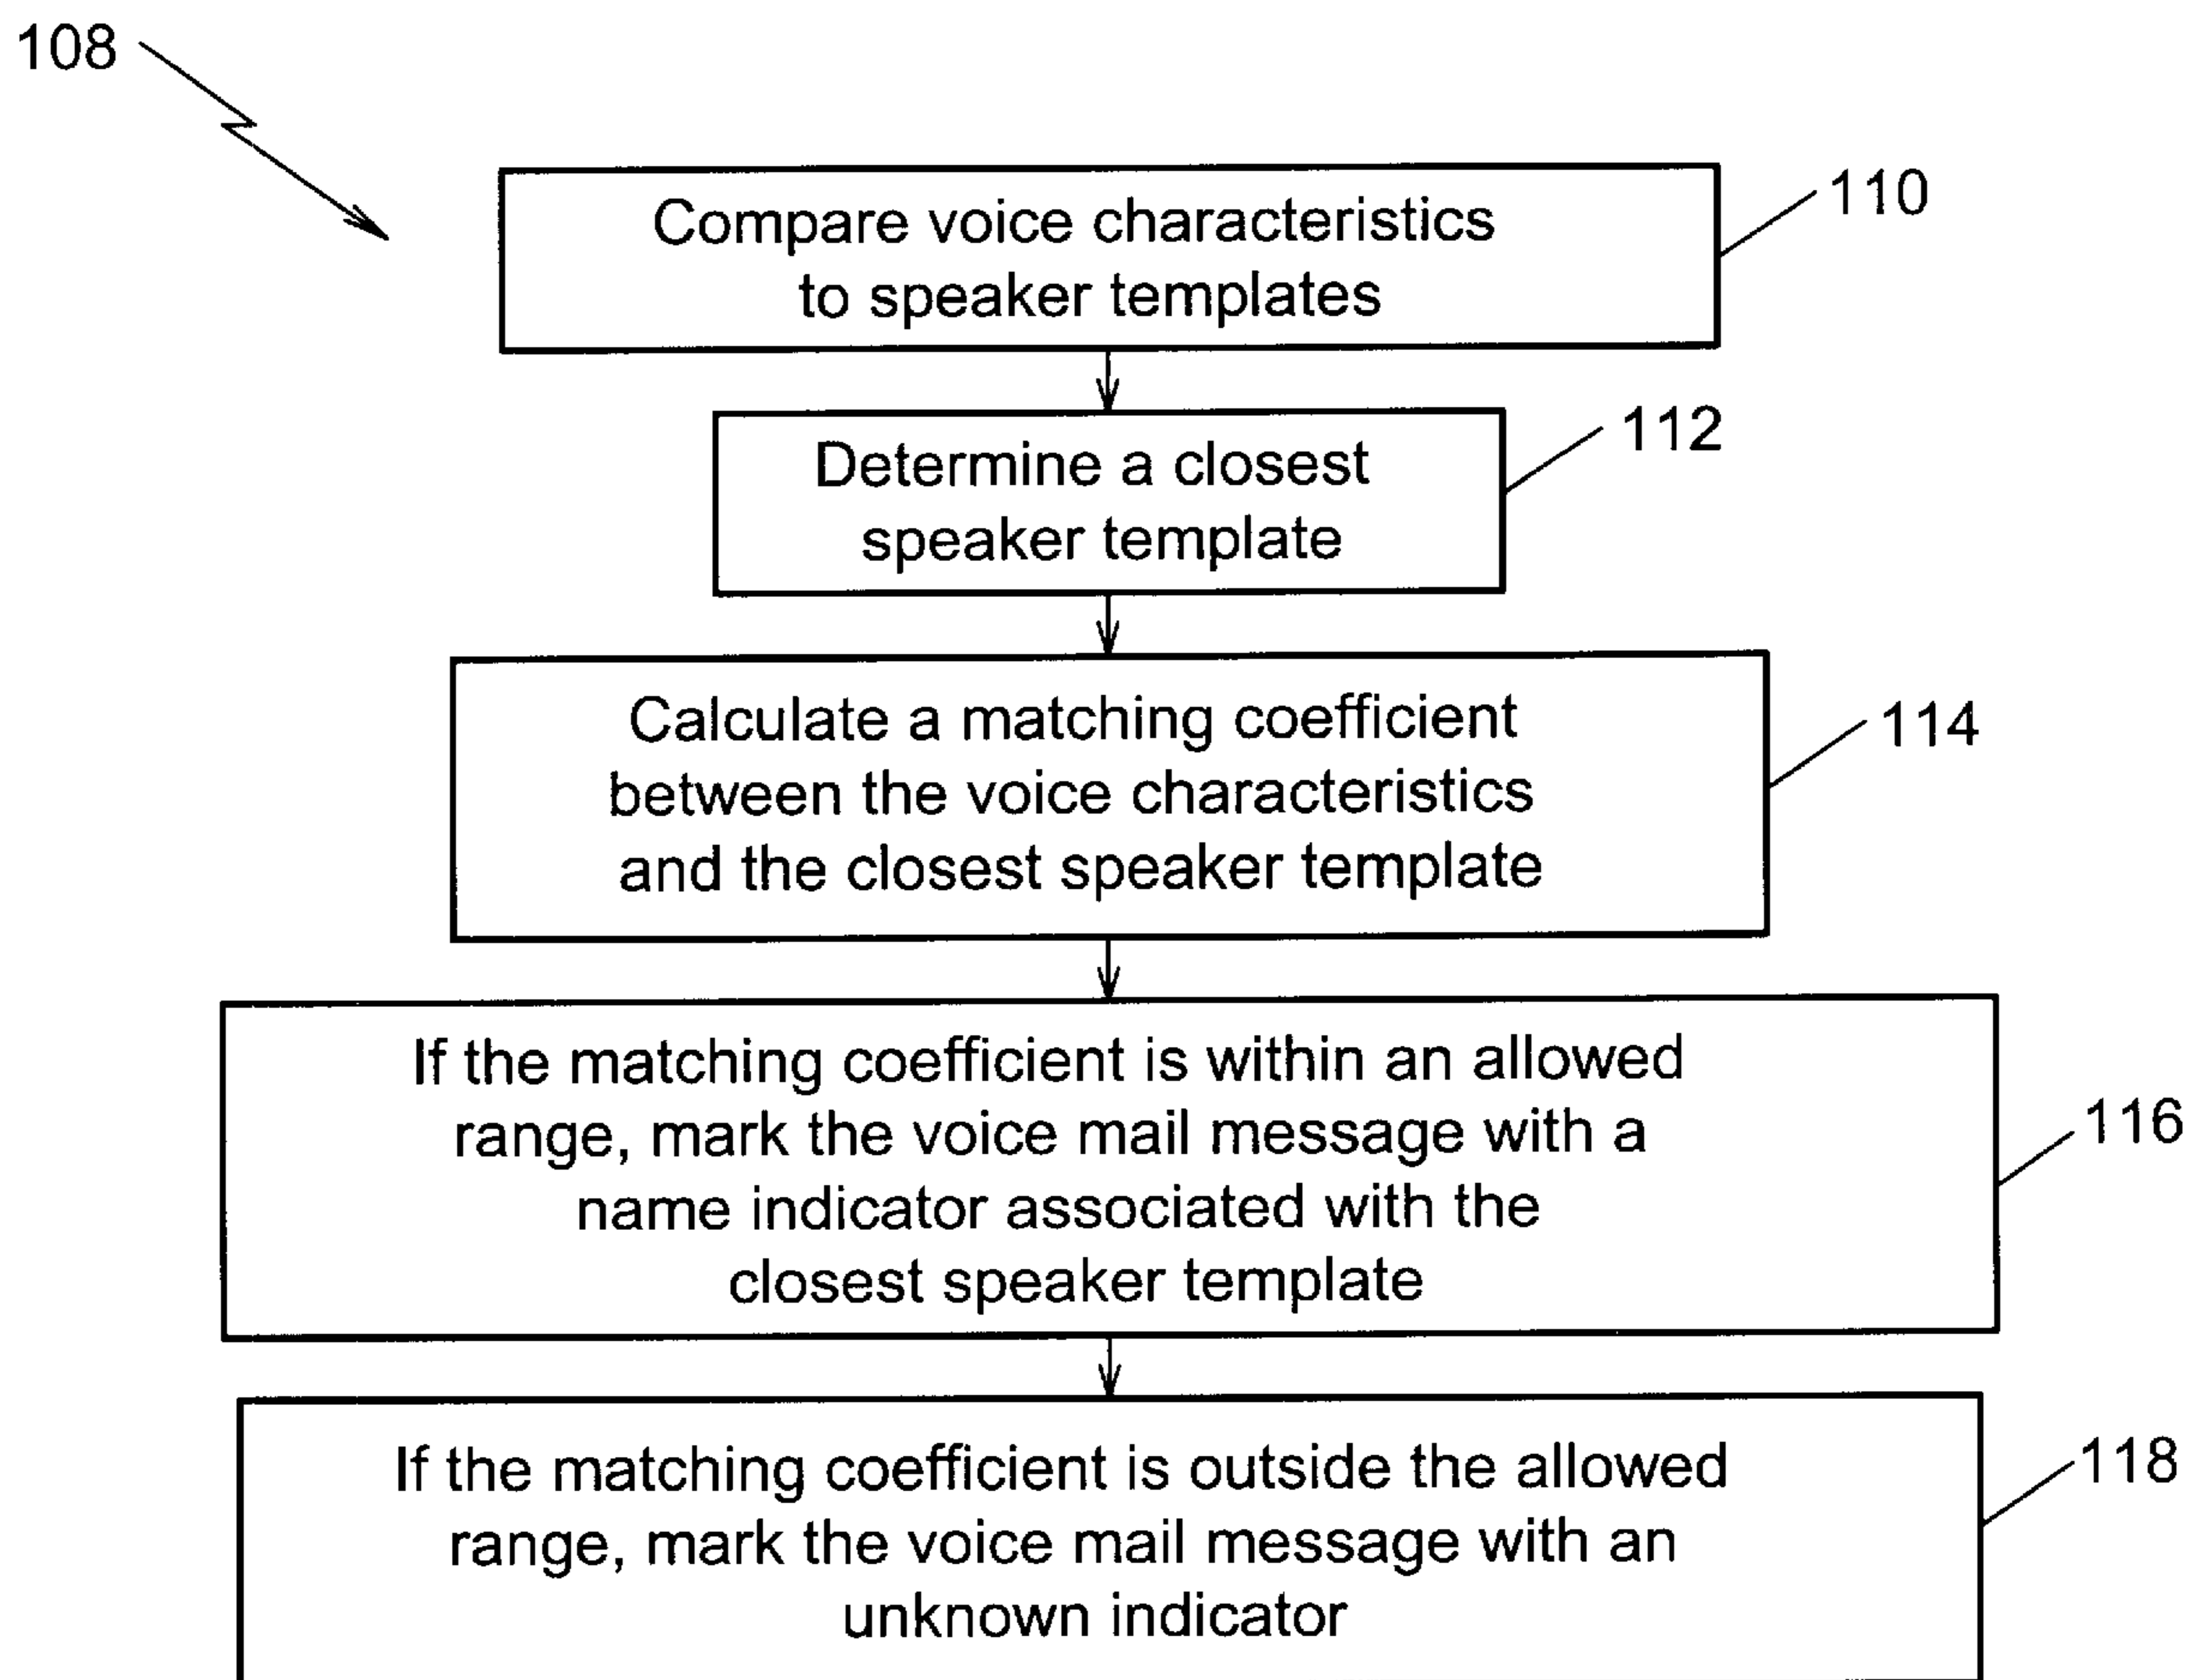 108
Compare voice characteristics
to speaker templates
110
Determine a closest
speaker template
112
Calculate a matching coefficient
between the voice characteristics
and the closest speaker template
114
If the matching coefficient is within an allowed
range, mark the voice mail message with a
name indicator associated with the
closest speaker template
116
If the matching coefficient is outside the allowed
range, mark the voice mail message with an
unknown indicator
118